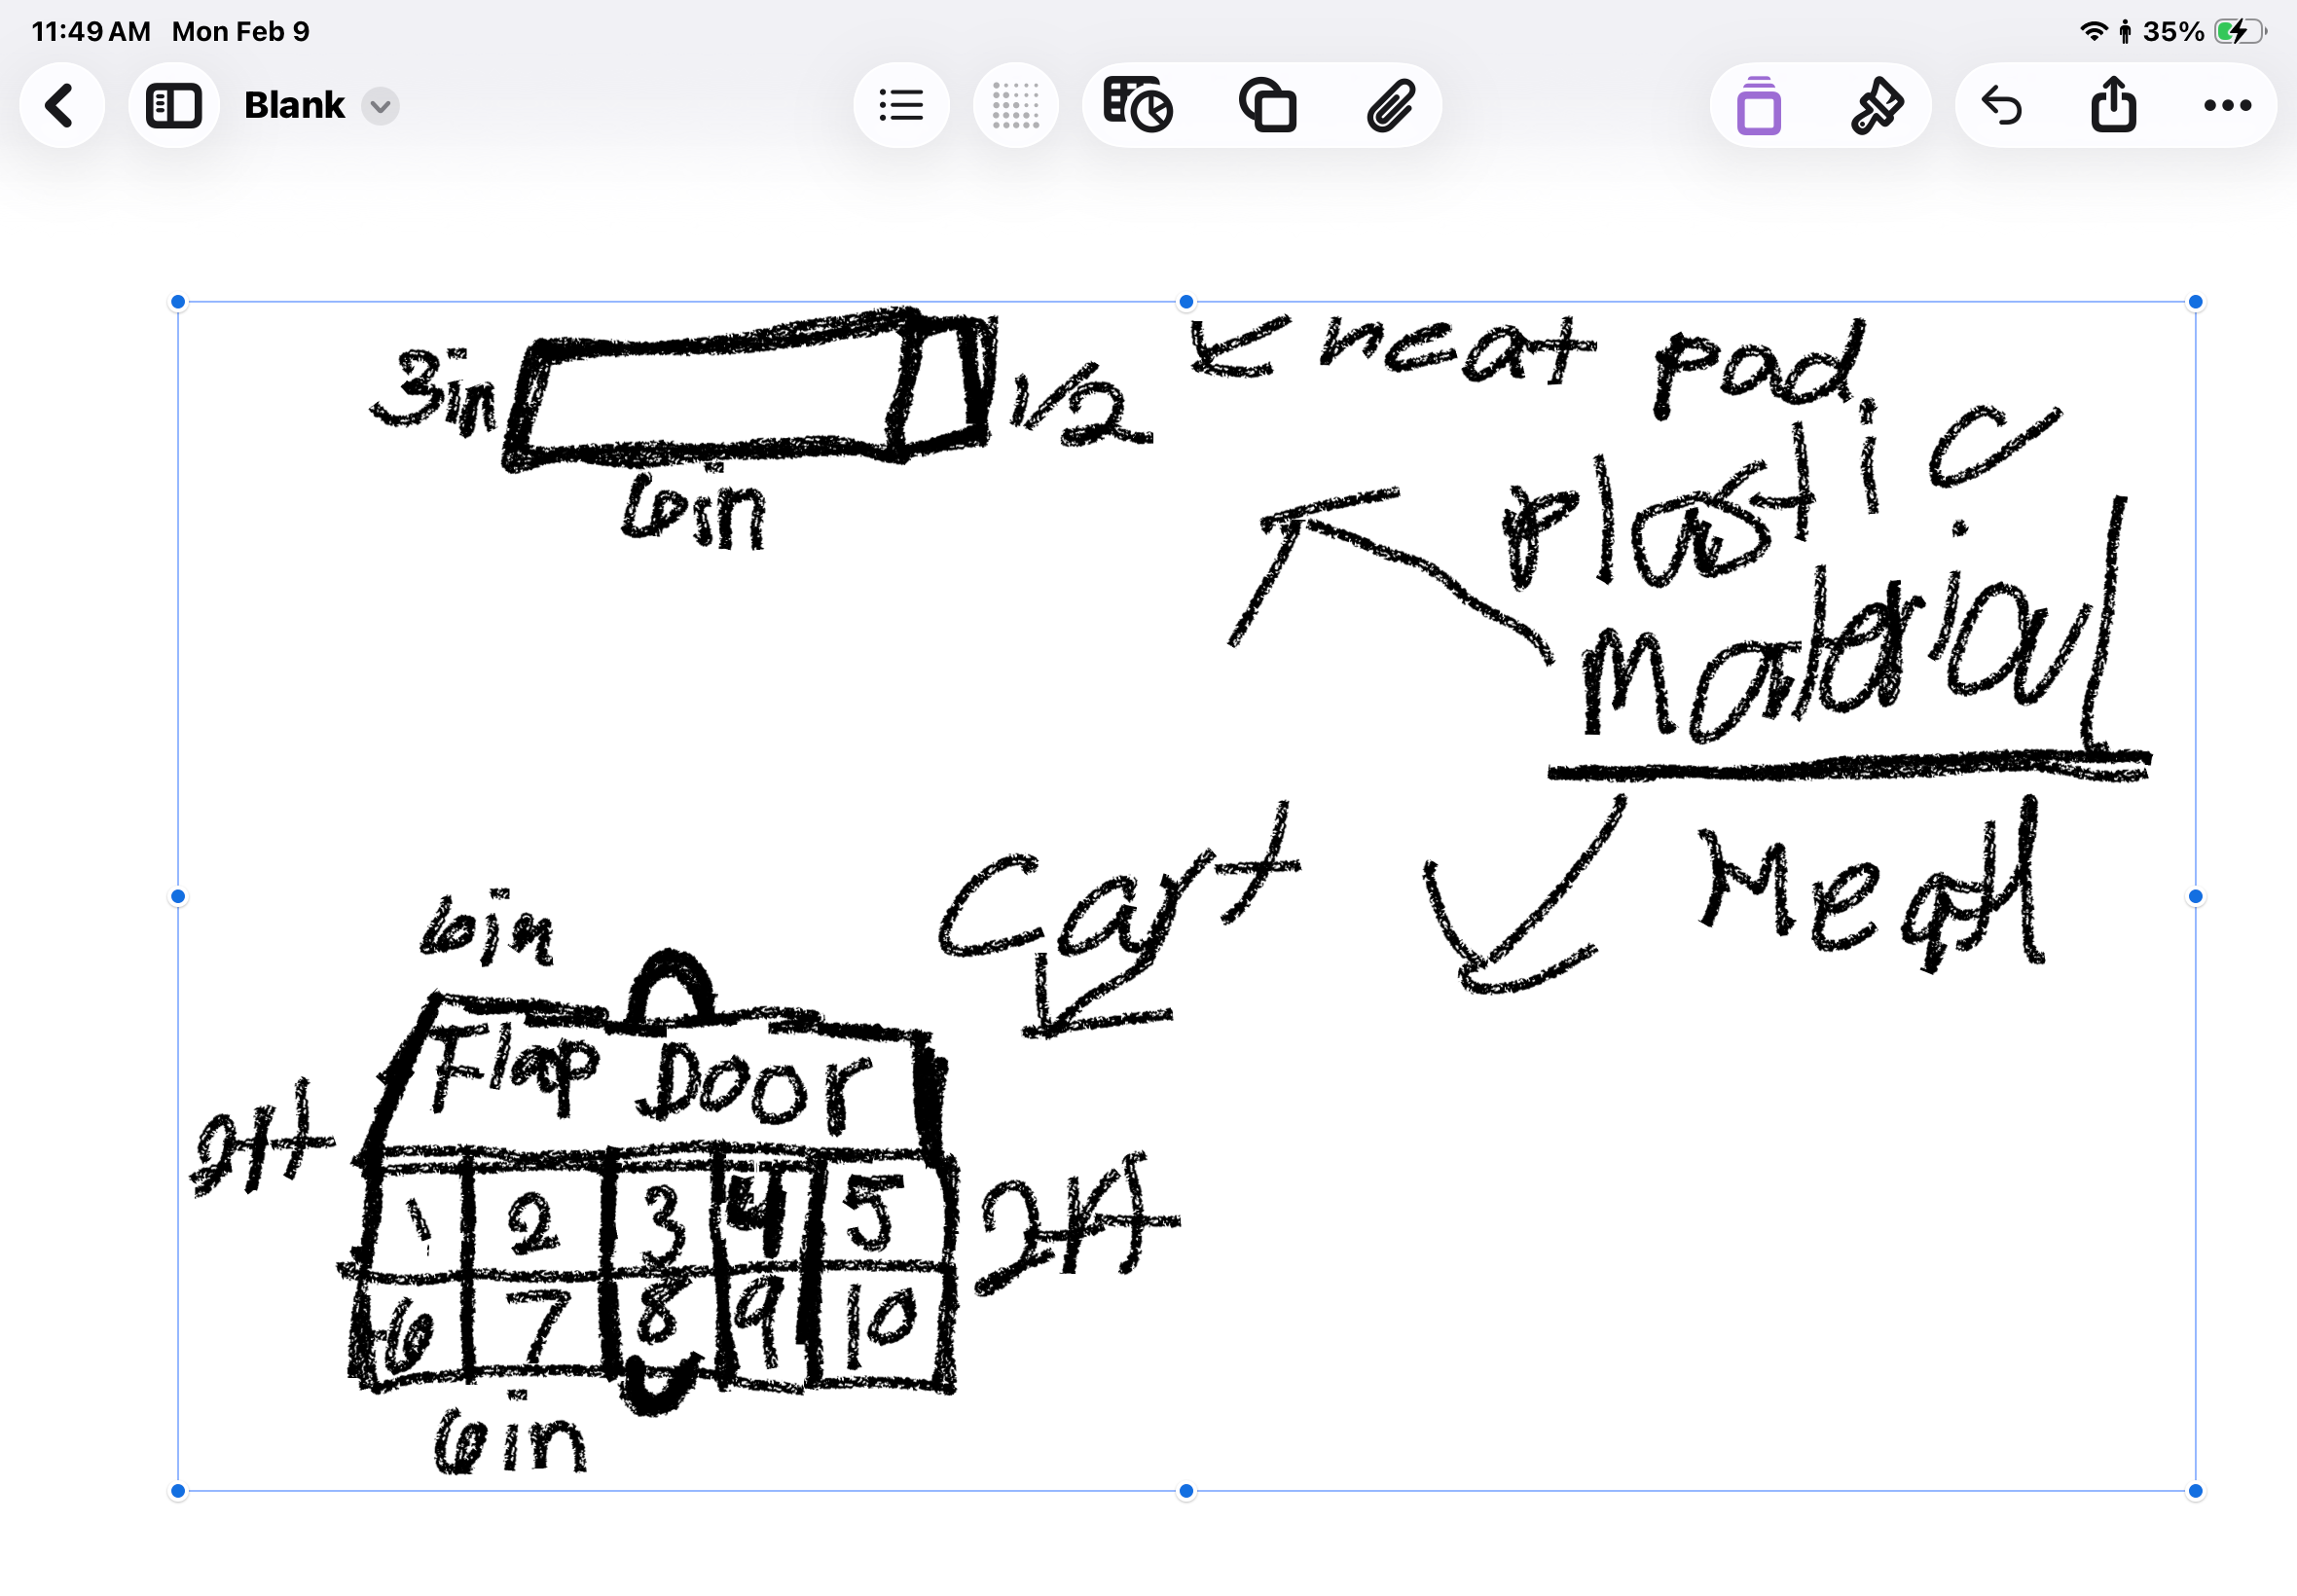 11:49 AM Mon Feb 9
35%
Blank
3in
1/2
6in
heat pad
plastic
Material
Cart
6in
Flap Door
2ft
2ft
1 2 3 4 5
6 7 8 9 10
6in